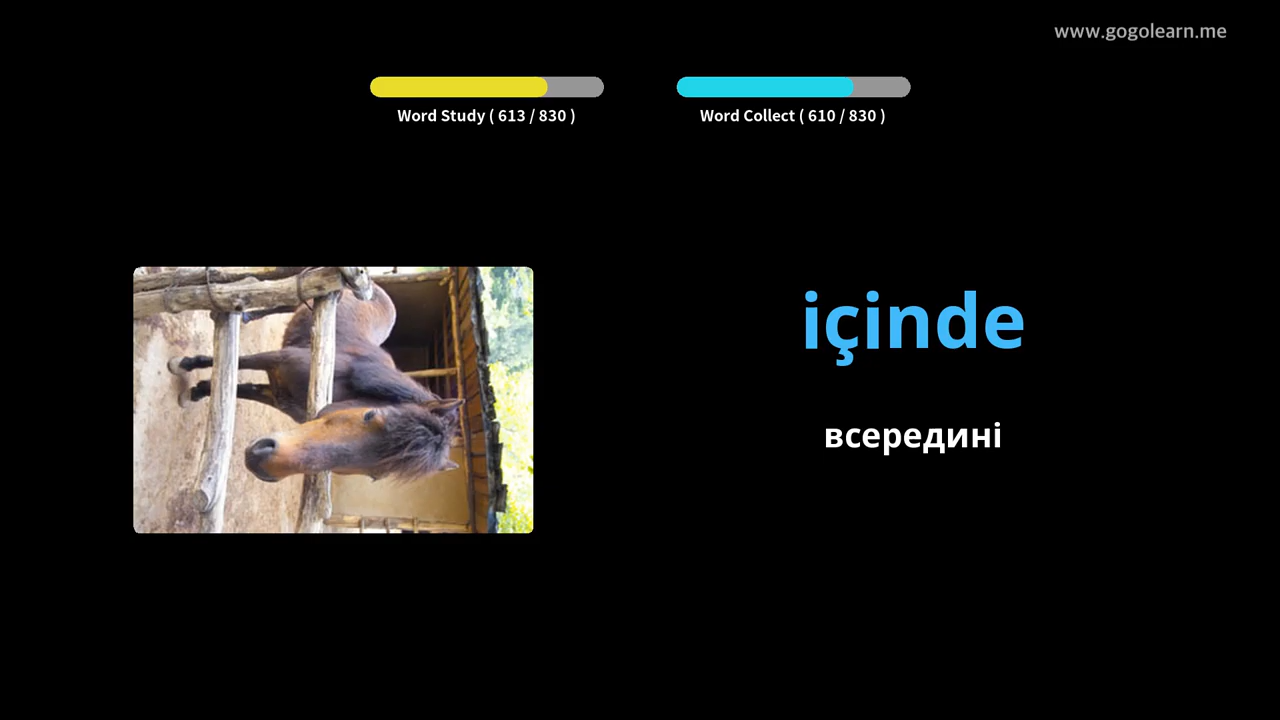 www.gogolearn.me
Word Study ( 613 / 830 )
Word Collect ( 610 / 830 )
içinde
всередині